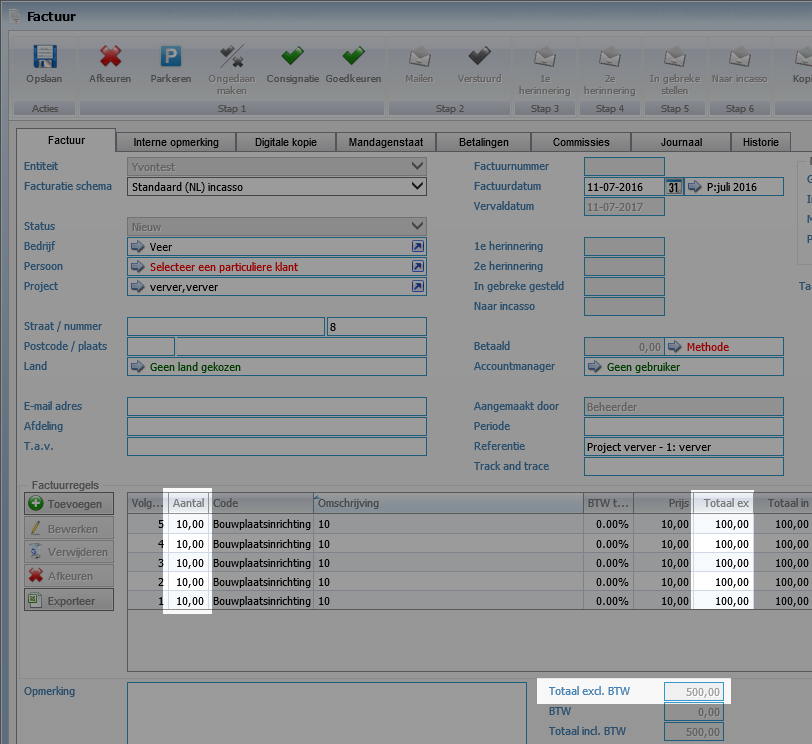 Factuur
Opslaan Afkeuren Parkeren Ongedaan maken Consignatie Goedkeuren Mailen Verstuurd 1e herinnering 2e herinnering In gebreke stellen Naar incasso
Acties Stap 1 Stap 2 Stap 3 Stap 4 Stap 5 Stap 6
Factuur Interne opmerking Digitale kopie Mandagenstaat Betalingen Commissies Journaal Historie
Entiteit Yvontest Factuurnummer
Facturatie schema Standaard (NL) incasso Factuurdatum 11-07-2016 31 P:juli 2016
Vervaldatum 11-07-2017
Status Nieuw
Bedrijf Veer 1e herinnering
Persoon Selecteer een particuliere klant 2e herinnering
Project verver,verver In gebreke gesteld
Naar incasso
Straat / nummer 8
Postcode / plaats Betaald 0,00 Methode
Land Geen land gekozen Accountmanager Geen gebruiker
E-mail adres Aangemaakt door Beheerder
Afdeling Periode
T.a.v. Referentie Project verver - 1: verver
Track and trace
Factuurregels
Toevoegen Volg... Aantal Code Omschrijving BTW t... Prijs Totaal ex Totaal in
5 10,00 Bouwplaatsinrichting 10 0.00% 10,00 100,00 100,00
Bewerken
4 10,00 Bouwplaatsinrichting 10 0.00% 10,00 100,00 100,00
Verwijderen
3 10,00 Bouwplaatsinrichting 10 0.00% 10,00 100,00 100,00
Afkeuren
2 10,00 Bouwplaatsinrichting 10 0.00% 10,00 100,00 100,00
Exporteer
1 10,00 Bouwplaatsinrichting 10 0.00% 10,00 100,00 100,00
Opmerking Totaal excl. BTW 500,00
BTW 0,00
Totaal incl. BTW 500,00